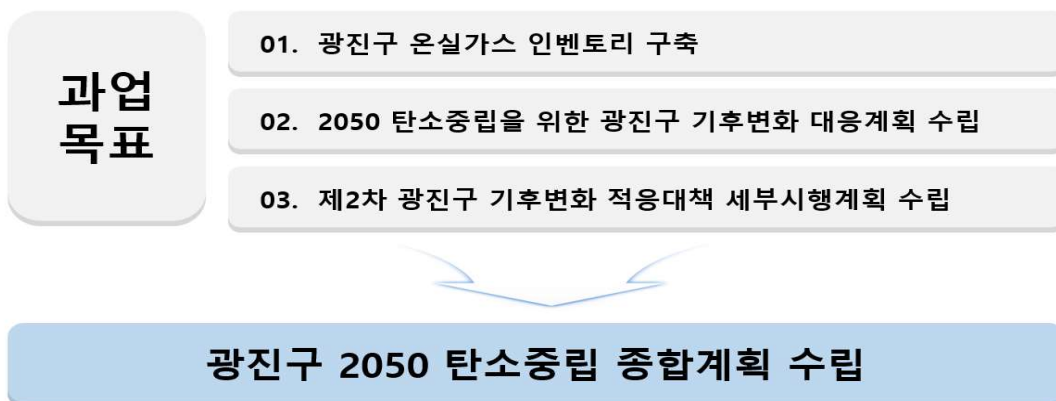 과업
목표
01. 광진구 온실가스 인벤토리 구축
02. 2050 탄소중립을 위한 광진구 기후변화 대응계획 수립
03. 제2차 광진구 기후변화 적응대책 세부시행계획 수립
광진구 2050 탄소중립 종합계획 수립